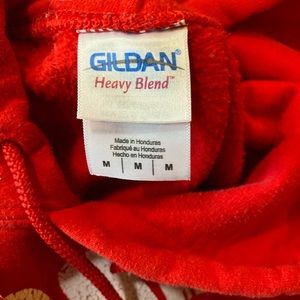 GILDAN®
Heavy Blend™
Made in Honduras
Fabriqué au Honduras
Hecho en Honduras
M | M | M